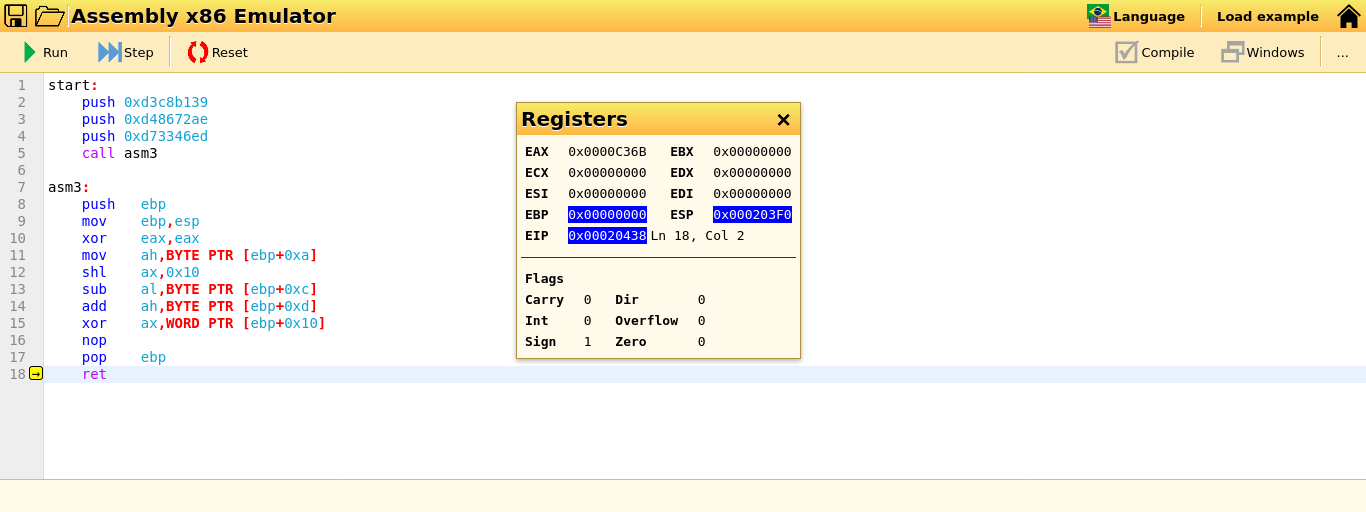 Assembly x86 Emulator Language Load example
Run Step Reset Compile Windows ...
1 start:
2 push 0xd3c8b139
3 push 0xd48672ae
4 push 0xd73346ed
5 call asm3
6
7 asm3:
8 push ebp
9 mov ebp,esp
10 xor eax,eax
11 mov ah,BYTE PTR [ebp+0xa]
12 shl ax,0x10
13 sub al,BYTE PTR [ebp+0xc]
14 add ah,BYTE PTR [ebp+0xd]
15 xor ax,WORD PTR [ebp+0x10]
16 nop
17 pop ebp
18 → ret
Registers ×
EAX 0x0000C36B EBX 0x00000000
ECX 0x00000000 EDX 0x00000000
ESI 0x00000000 EDI 0x00000000
EBP 0x00000000 ESP 0x000203F0
EIP 0x00020438 Ln 18, Col 2
Flags
Carry 0 Dir 0
Int 0 Overflow 0
Sign 1 Zero 0